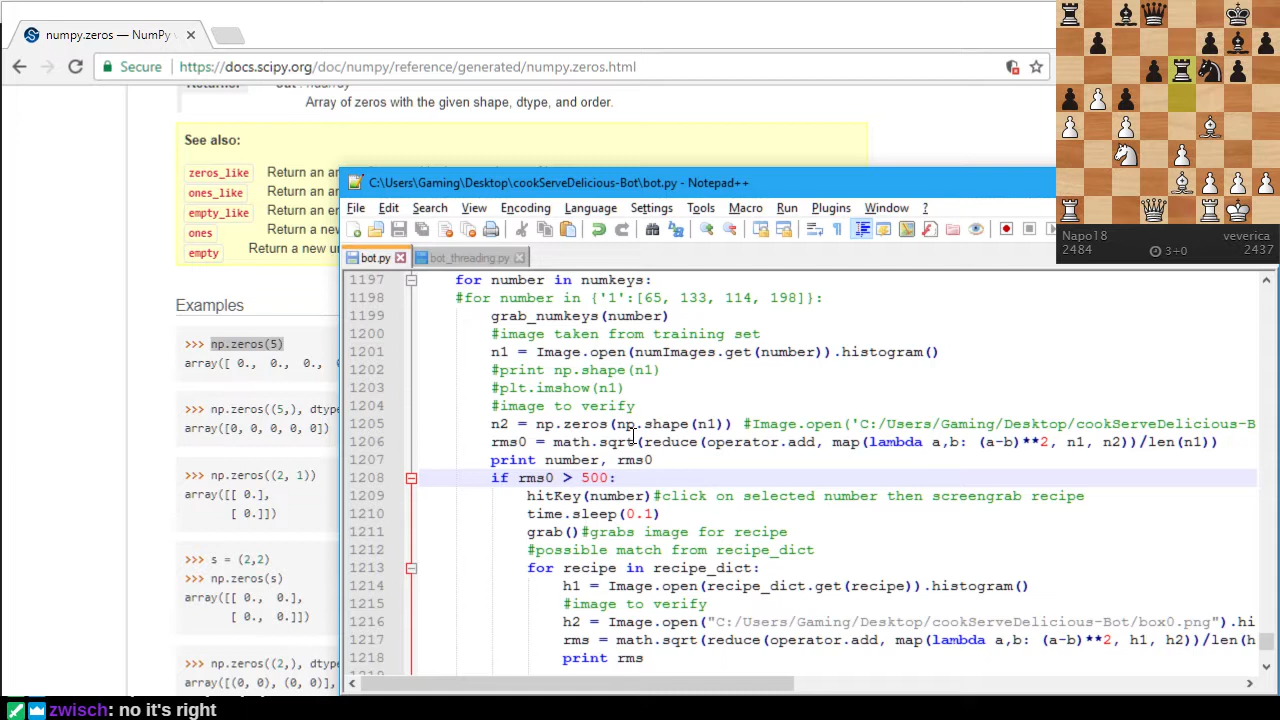 numpy.zeros — NumPy
Secure
https://docs.scipy.org/doc/numpy/reference/generated/numpy.zeros.html
Array of zeros with the given shape, dtype, and order.
See also:
zeros_like Return an ar
ones_like Return an ar
empty_like Return an er
ones Return a new
empty Return a new ur
Examples
>>> np.zeros(5)
array([ 0., 0., 0.,
>>> np.zeros((5,), dtype
array([0, 0, 0, 0, 0])
>>> np.zeros((2, 1))
array([[ 0.],
[ 0.]])
>>> s = (2,2)
>>> np.zeros(s)
array([[ 0., 0.],
[ 0., 0.]])
>>> np.zeros((2,), dtype
array([(0, 0), (0, 0)],
C:\Users\Gaming\Desktop\cookServeDelicious-Bot\bot.py - Notepad++
File Edit Search View Encoding Language Settings Tools Macro Run Plugins Window ?
bot.py bot_threading.py
1197 for number in numkeys:
1198 #for number in {'1':[65, 133, 114, 198]}:
1199 grab_numkeys(number)
1200 #image taken from training set
1201 n1 = Image.open(numImages.get(number)).histogram()
1202 #print np.shape(n1)
1203 #plt.imshow(n1)
1204 #image to verify
1205 n2 = np.zeros(np.shape(n1)) #Image.open('C:/Users/Gaming/Desktop/cookServeDelicious-B
1206 rms0 = math.sqrt(reduce(operator.add, map(lambda a,b: (a-b)**2, n1, n2))/len(n1))
1207 print number, rms0
1208 if rms0 > 500:
1209 hitKey(number)#click on selected number then screengrab recipe
1210 time.sleep(0.1)
1211 grab()#grabs image for recipe
1212 #possible match from recipe_dict
1213 for recipe in recipe_dict:
1214 h1 = Image.open(recipe_dict.get(recipe)).histogram()
1215 #image to verify
1216 h2 = Image.open("C:/Users/Gaming/Desktop/cookServeDelicious-Bot/box0.png").hi
1217 rms = math.sqrt(reduce(operator.add, map(lambda a,b: (a-b)**2, h1, h2))/len(h
1218 print rms
Napo18 veverica
2484 3+0 2437
zwisch: no it's right